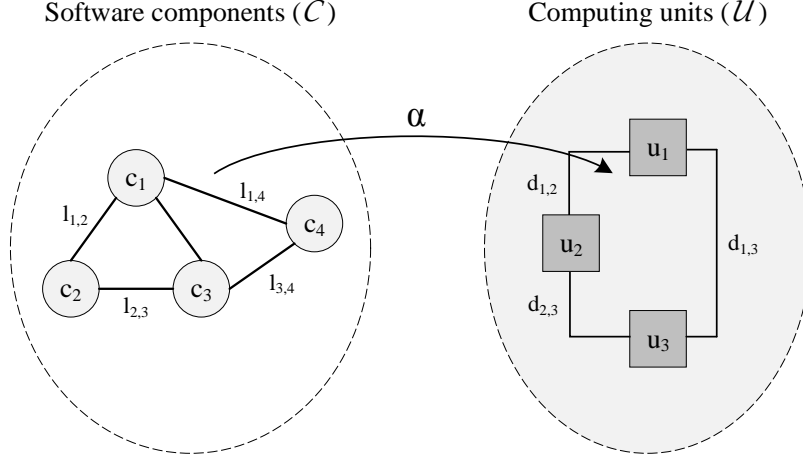 Software components (𝒞)
Computing units (𝒰)
α
u₁
c₁
d₁,₂
l₁,₄
l₁,₂
c₄
u₂
d₁,₃
c₂
c₃
l₃,₄
l₂,₃
d₂,₃
u₃